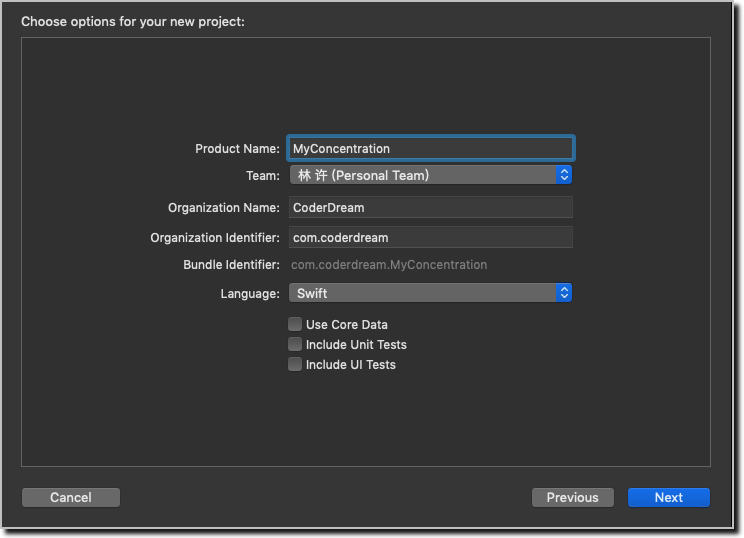 Choose options for your new project:
Product Name: MyConcentration
Team: 林 许 (Personal Team)
Organization Name: CoderDream
Organization Identifier: com.coderdream
Bundle Identifier: com.coderdream.MyConcentration
Language: Swift
Use Core Data
Include Unit Tests
Include UI Tests
Cancel Previous Next